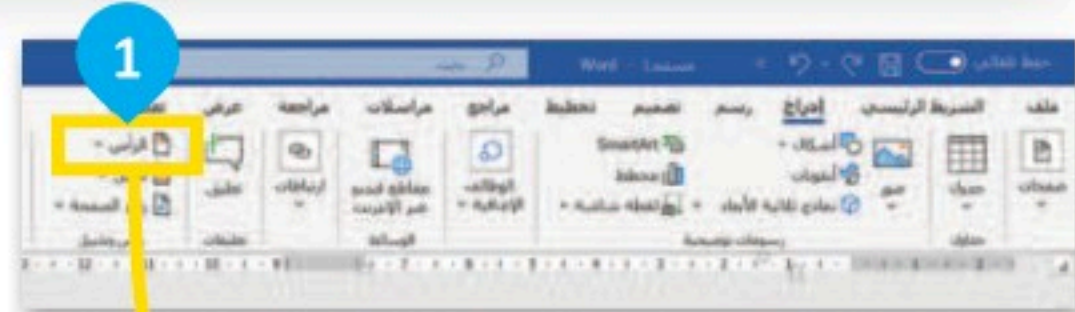 1
حفظ تلقائي مستند1 - Word بحث
ملف الشريط الرئيسي إدراج رسم تصميم تخطيط مراجع مراسلات مراجعة عرض
صفحات جدول صور أشكال SmartArt الوظائف الإضافية مقاطع فيديو عبر الإنترنت ارتباطات تعليق الرأس
أيقونات مخطط
نماذج ثلاثية الأبعاد لقطة شاشة الصفحة
جداول رسومات توضيحية الوسائط تعليقات